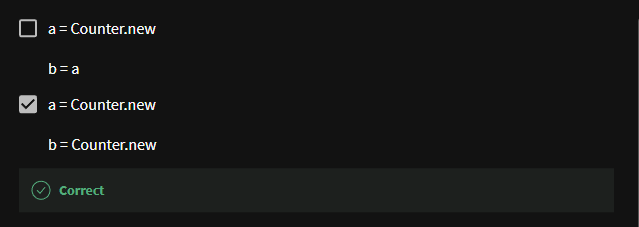 a = Counter.new
b = a
a = Counter.new
b = Counter.new
Correct